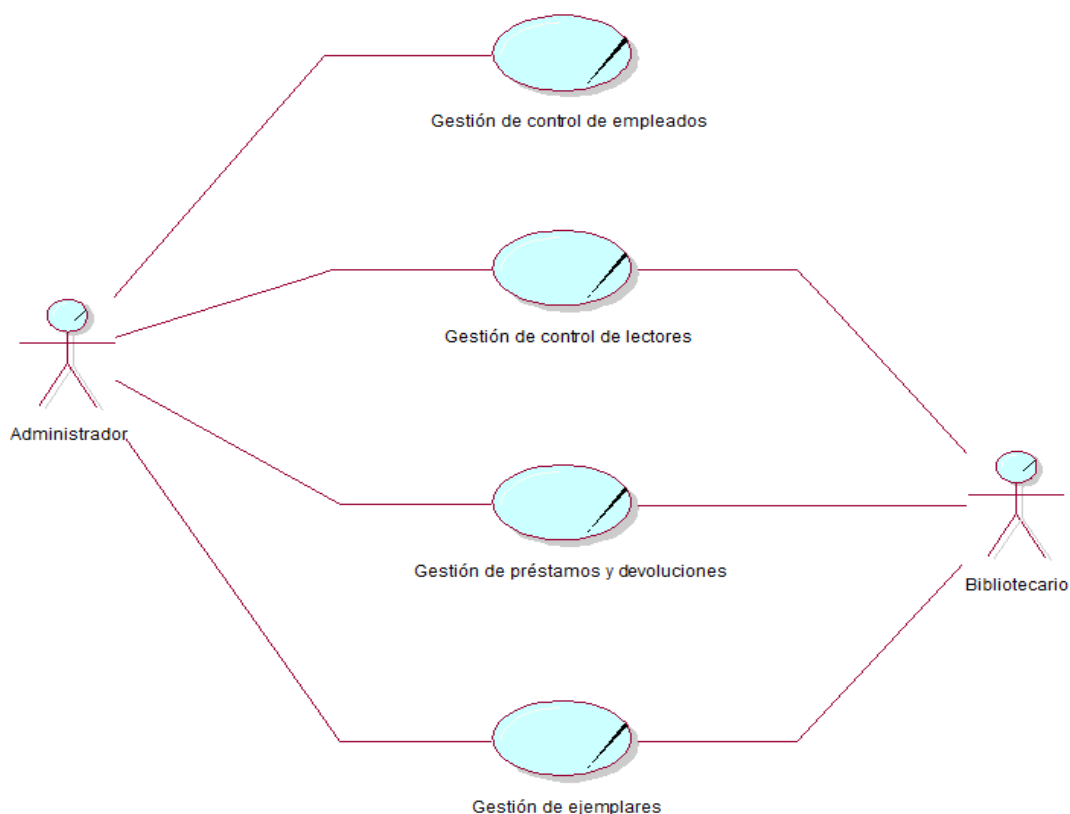 Gestión de control de empleados
Gestión de control de lectores
Administrador
Gestión de préstamos y devoluciones
Bibliotecario
Gestión de ejemplares